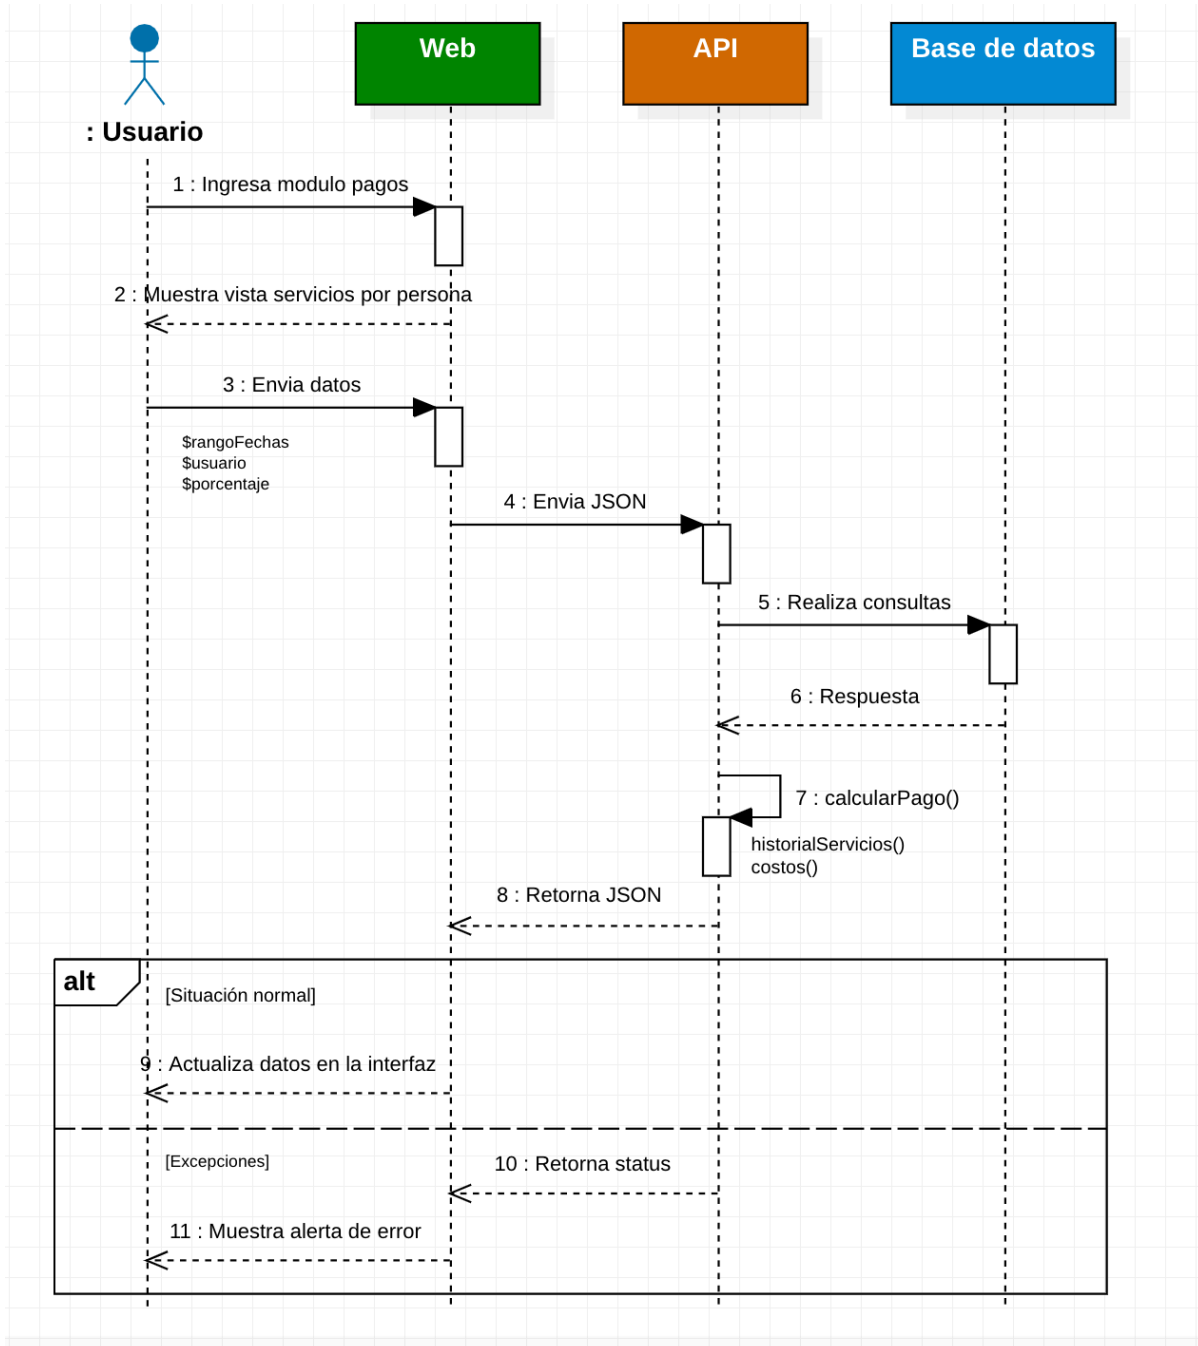 Web
API
Base de datos
: Usuario
1 : Ingresa modulo pagos
2 : Muestra vista servicios por persona
3 : Envia datos
$rangoFechas
$usuario
$porcentaje
4 : Envia JSON
5 : Realiza consultas
6 : Respuesta
7 : calcularPago()
historialServicios()
costos()
8 : Retorna JSON
alt
[Situación normal]
9 : Actualiza datos en la interfaz
[Excepciones]
10 : Retorna status
11 : Muestra alerta de error